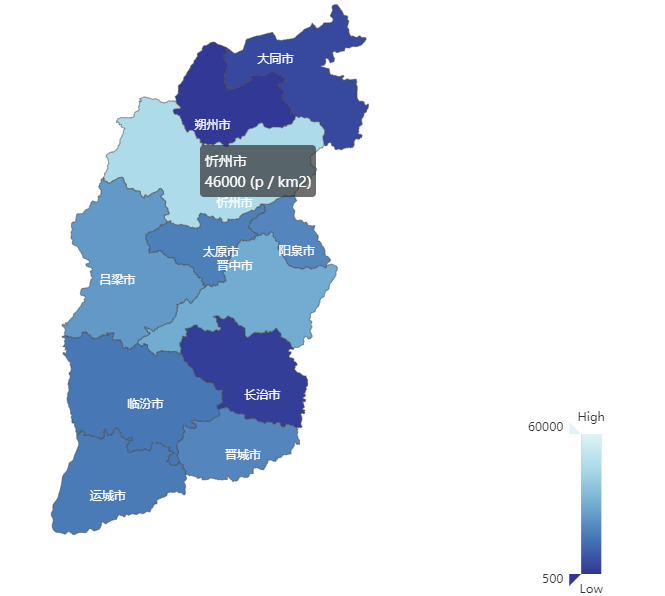 大同市
朔州市
忻州市
46000 (p / km2)
忻州市
太原市
阳泉市
晋中市
吕梁市
长治市
临汾市
晋城市
运城市
High
60000
500
Low